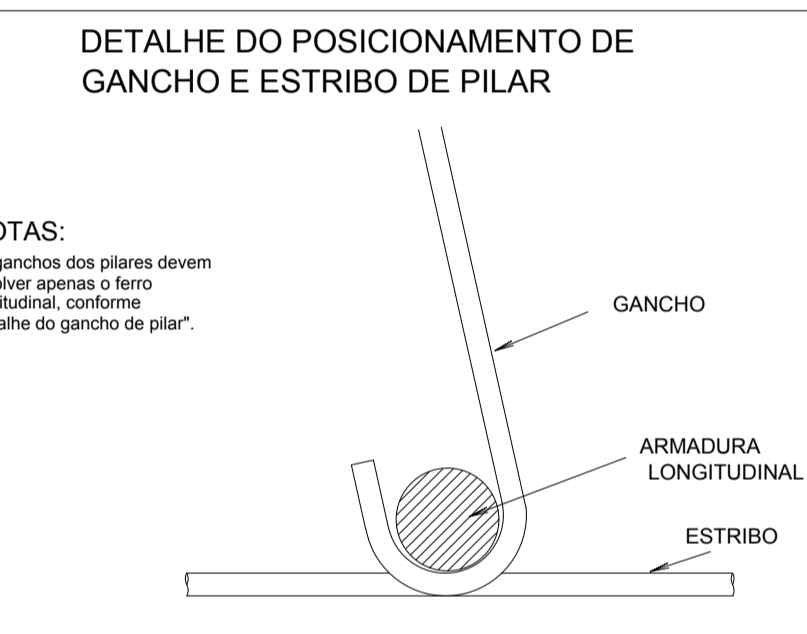 DETALHE DO POSICIONAMENTO DE
GANCHO E ESTRIBO DE PILAR
OTAS:
ganchos dos pilares devem
olver apenas o ferro
itudinal, conforme
alhe do gancho de pilar".
GANCHO
ARMADURA
LONGITUDINAL
ESTRIBO